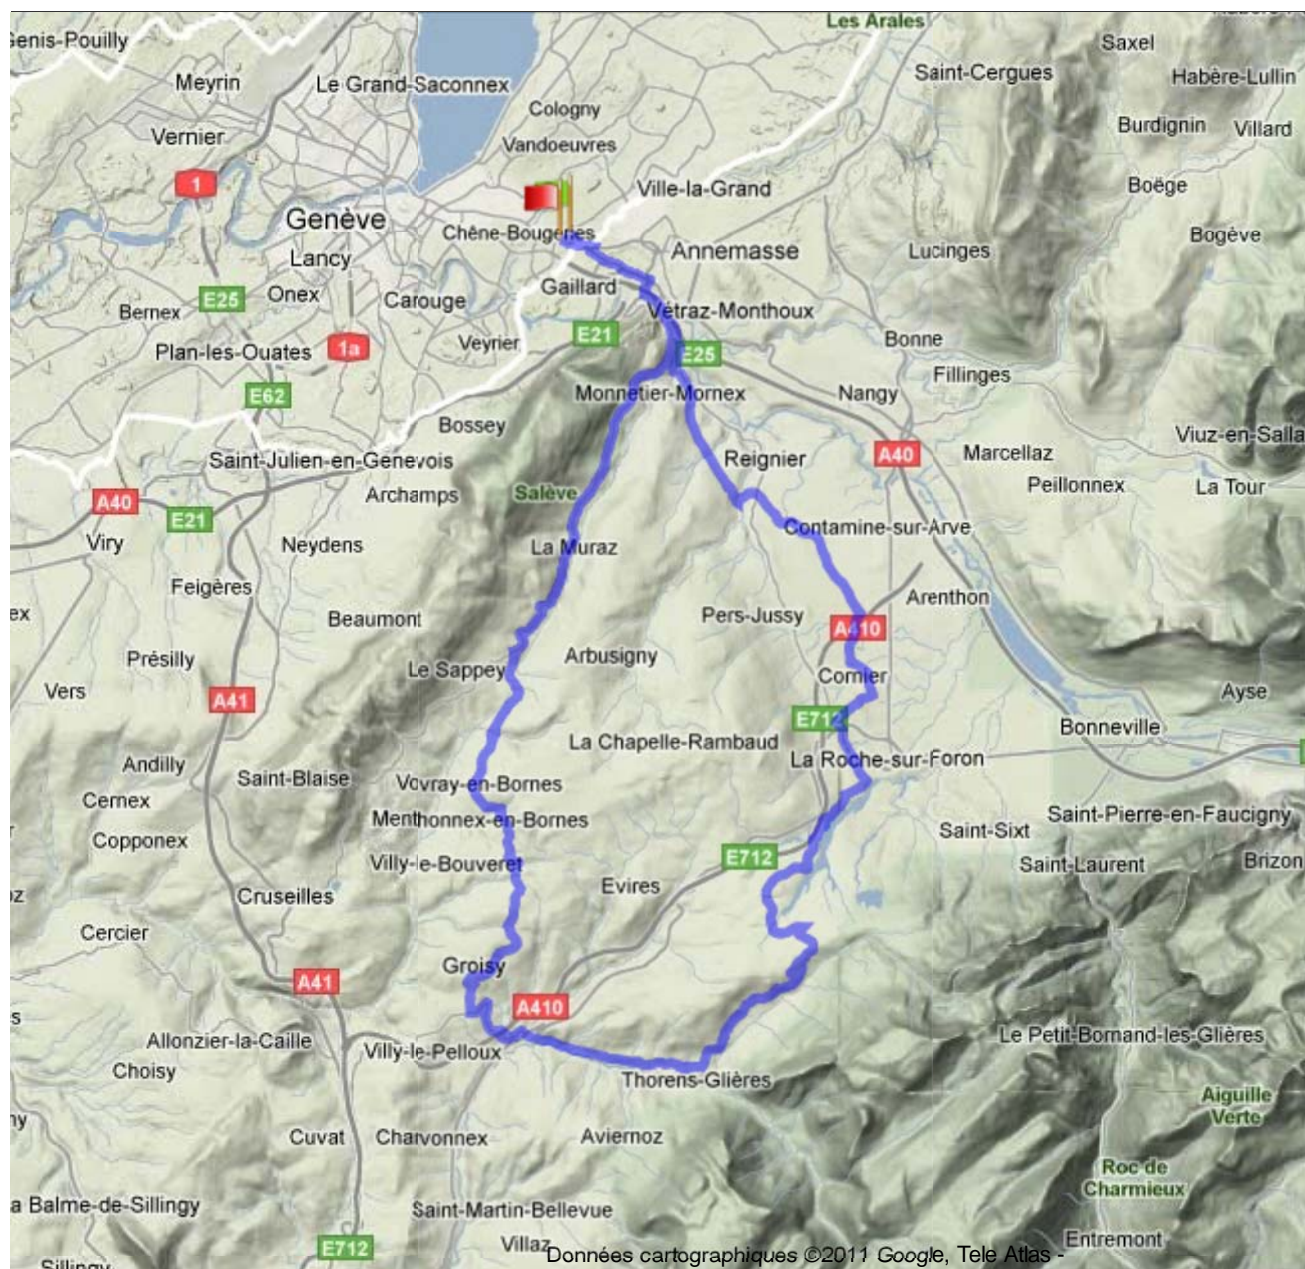 Les Arales
Genis-Pouilly
Saxel
Meyrin
Le Grand-Saconnex
Saint-Cergues
Habère-Lullin
Cologny
Vernier
Vandoeuvres
Burdignin
Villard
1
Ville-la-Grand
Boëge
Genève
Chêne-Bougeries
Bogève
Lancy
Annemasse
Lucinges
E25
Onex
Carouge
Gaillard
Bernex
Vétraz-Monthoux
E21
Veyrier
Bonne
Plan-les-Ouates
1a
E25
Fillinges
E62
Monnetier-Mornex
Nangy
Bossey
Viuz-en-Salla
Saint-Julien-en-Genevois
Reignier
A40
Marcellaz
Archamps
Salève
Peillonnex
La Tour
A40
E21
Contamine-sur-Arve
Viry
Neydens
La Muraz
Feigères
Arenthon
ex
Beaumont
Pers-Jussy
A410
Présilly
Le Sappey
Arbusigny
Cornier
Vers
A41
Ayse
E712
Bonneville
La Chapelle-Rambaud
Andilly
Saint-Blaise
La Roche-sur-Foron
Cernex
Vovray-en-Bornes
Menthonnex-en-Bornes
Saint-Pierre-en-Faucigny
Copponex
Saint-Sixt
Villy-le-Bouveret
E712
Saint-Laurent
Brizon
Cruseilles
Evires
oz
Cercier
Groisy
A41
A410
s
Allonzier-la-Caille
Villy-le-Pelloux
Le Petit-Bornand-les-Glières
Choisy
Thorens-Glières
Aiguille
Verte
ny
Cuvat
Charvonnex
Aviernoz
Roc de
Charmieux
a Balme-de-Sillingy
Saint-Martin-Bellevue
E712
Villaz
Entremont
Données cartographiques ©2011 Google, Tele Atlas -
Sillingy